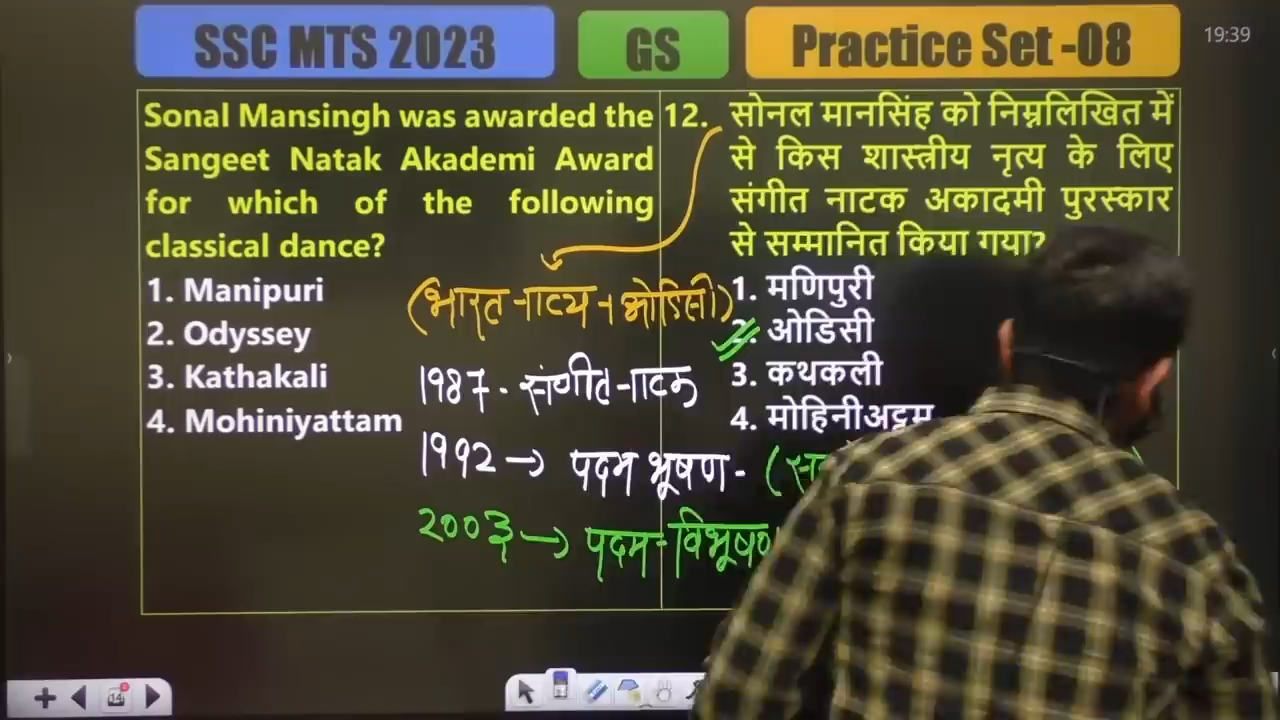 SSC MTS 2023
GS
Practice Set -08
19:39
Sonal Mansingh was awarded the
Sangeet Natak Akademi Award
for which of the following
classical dance?
1. Manipuri
2. Odyssey
3. Kathakali
4. Mohiniyattam
12. सोनल मानसिंह को निम्नलिखित में
से किस शास्त्रीय नृत्य के लिए
संगीत नाटक अकादमी पुरस्कार
से सम्मानित किया गया?
1. मणिपुरी
2. ओडिसी
3. कथकली
4. मोहिनीअट्टम
(भारत नाट्य + ओडिसी)
1987 - संगीत नाटक
1992 → पदम भूषण - (
2003 → पदम - विभूषण